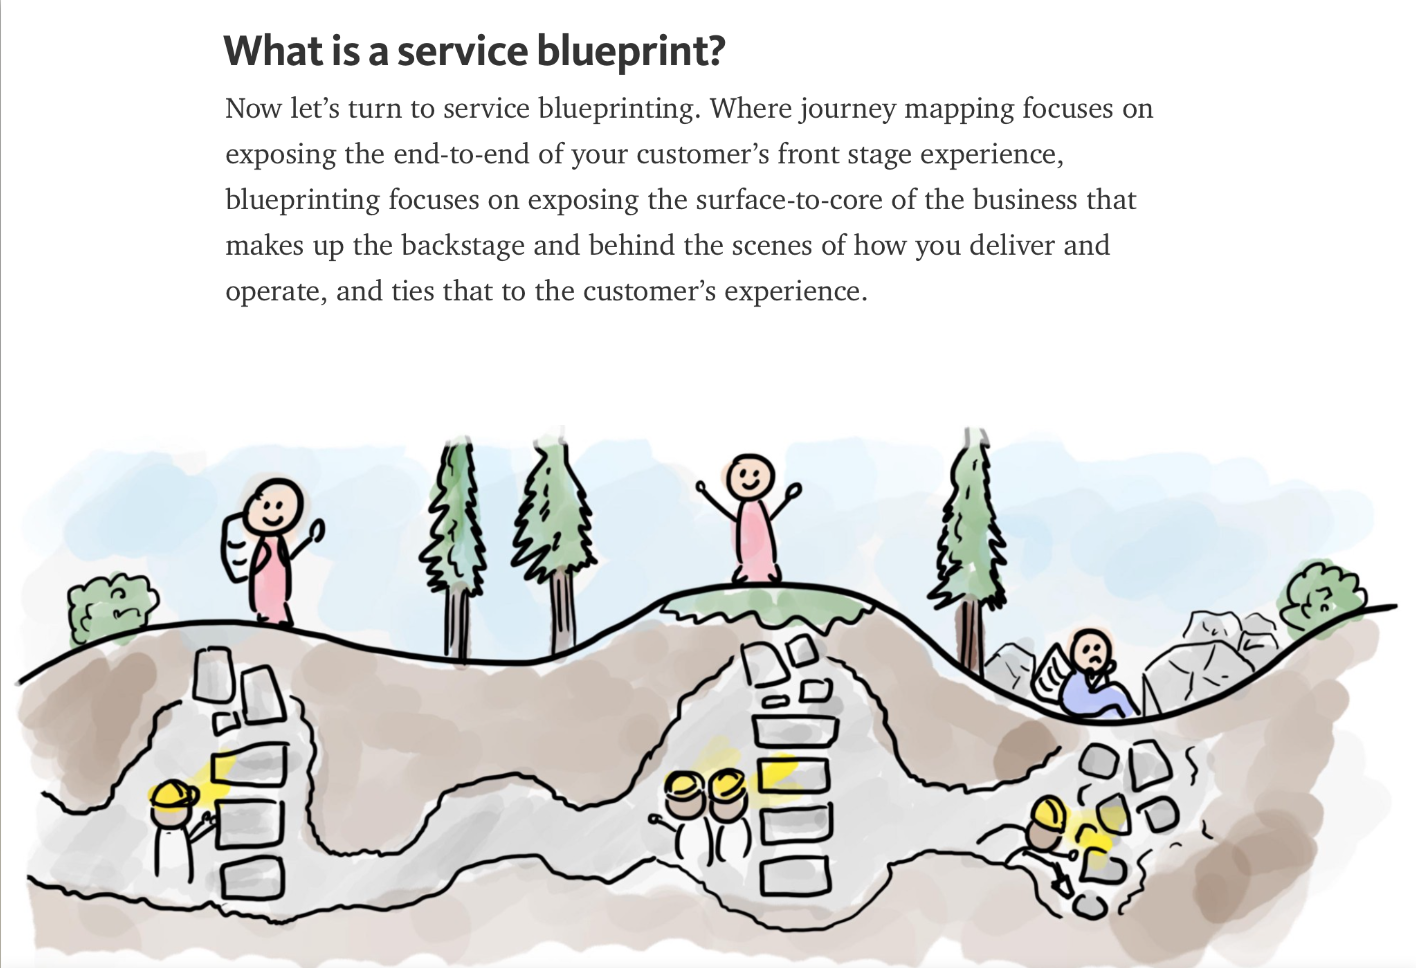 What is a service blueprint?
Now let’s turn to service blueprinting. Where journey mapping focuses on
exposing the end-to-end of your customer’s front stage experience,
blueprinting focuses on exposing the surface-to-core of the business that
makes up the backstage and behind the scenes of how you deliver and
operate, and ties that to the customer’s experience.